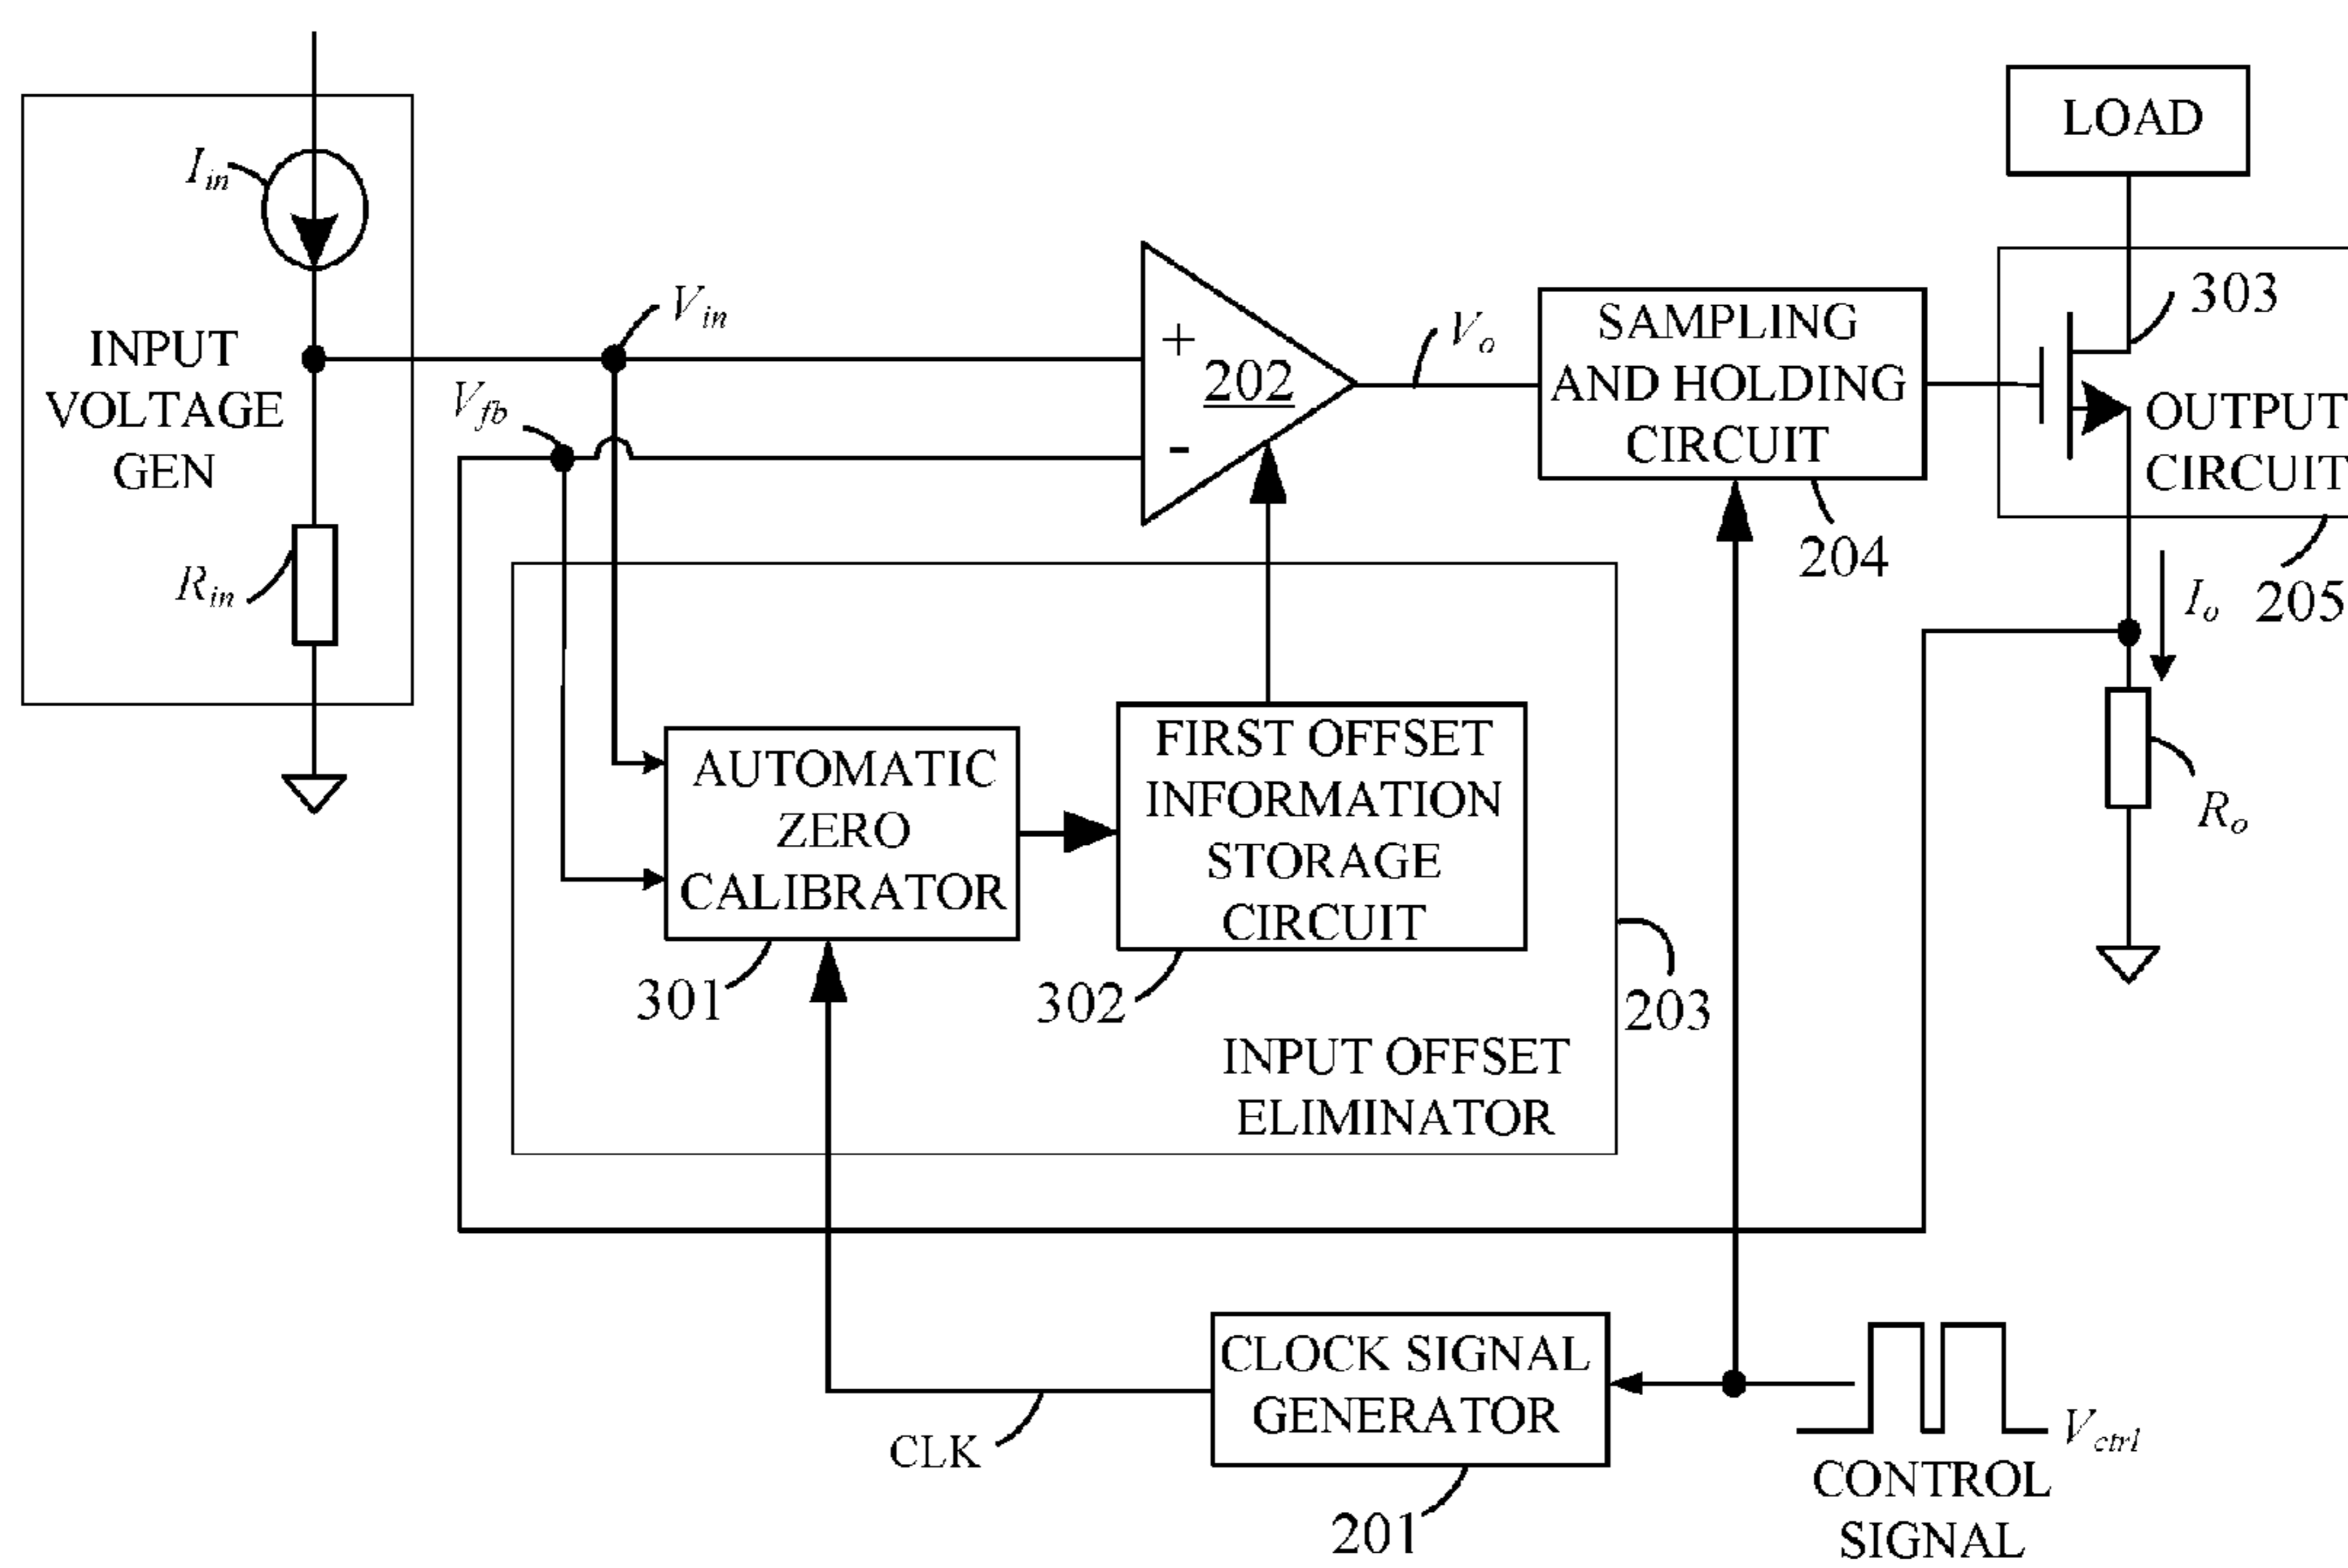 LOAD
I_in
303
V_in
V_o
SAMPLING
AND HOLDING
CIRCUIT
+
202
-
INPUT
VOLTAGE
GEN
V_fb
OUTPUT
CIRCUIT
204
205
I_o
R_in
FIRST OFFSET
INFORMATION
STORAGE
CIRCUIT
AUTOMATIC
ZERO
CALIBRATOR
R_o
301
302
203
INPUT OFFSET
ELIMINATOR
CLOCK SIGNAL
GENERATOR
CLK
201
V_ctrl
CONTROL
SIGNAL